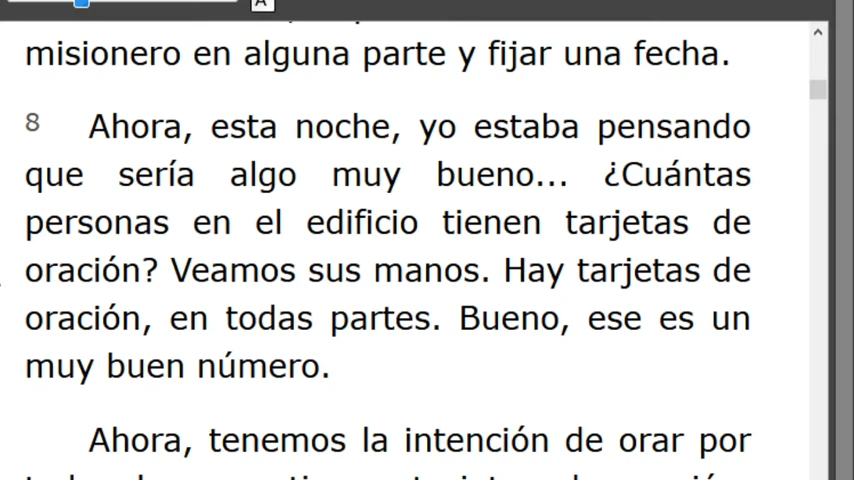 misionero en alguna parte y fijar una fecha.
8 Ahora, esta noche, yo estaba pensando
que sería algo muy bueno... ¿Cuántas
personas en el edificio tienen tarjetas de
oración? Veamos sus manos. Hay tarjetas de
oración, en todas partes. Bueno, ese es un
muy buen número.
Ahora, tenemos la intención de orar por